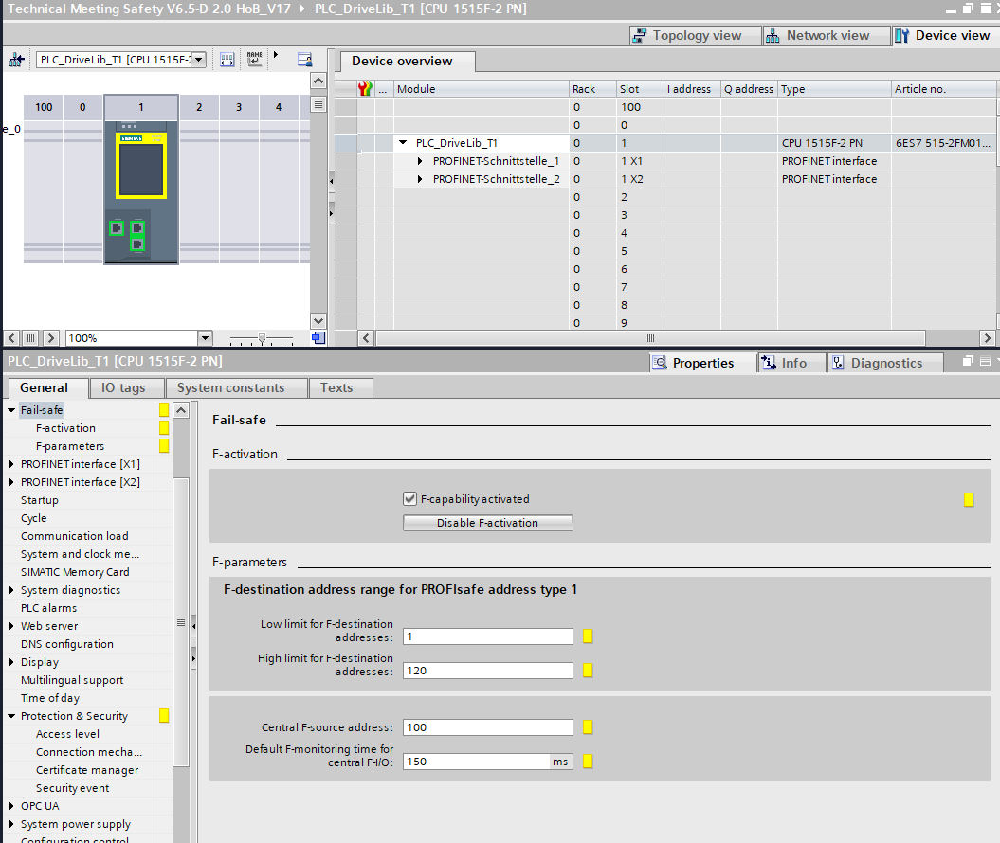 Technical Meeting Safety V6.5-D 2.0 HoB_V17 ▸ PLC_DriveLib_T1 [CPU 1515F-2 PN]
Topology view Network view Device view
PLC_DriveLib_T1 [CPU 1515F-
Device overview
... Module Rack Slot I address Q address Type Article no.
100 0 1 2 3 4
0 100
e_0
0 0
SIEMENS
PLC_DriveLib_T1 0 1 CPU 1515F-2 PN 6ES7 515-2FM01...
PROFINET-Schnittstelle_1 0 1 X1 PROFINET interface
PROFINET-Schnittstelle_2 0 1 X2 PROFINET interface
0 2
0 3
0 4
0 5
0 6
0 7
0 8
0 9
100%
PLC_DriveLib_T1 [CPU 1515F-2 PN]
Properties Info Diagnostics
General IO tags System constants Texts
Fail-safe
F-activation
F-parameters
PROFINET interface [X1]
PROFINET interface [X2]
Startup
Cycle
Communication load
System and clock me...
SIMATIC Memory Card
System diagnostics
PLC alarms
Web server
DNS configuration
Display
Multilingual support
Time of day
Protection & Security
Access level
Connection mecha...
Certificate manager
Security event
OPC UA
System power supply
Configuration control
Fail-safe
F-activation
F-capability activated
Disable F-activation
F-parameters
F-destination address range for PROFIsafe address type 1
Low limit for F-destination
addresses: 1
High limit for F-destination
addresses: 120
Central F-source address: 100
Default F-monitoring time for
central F-I/O: 150 ms